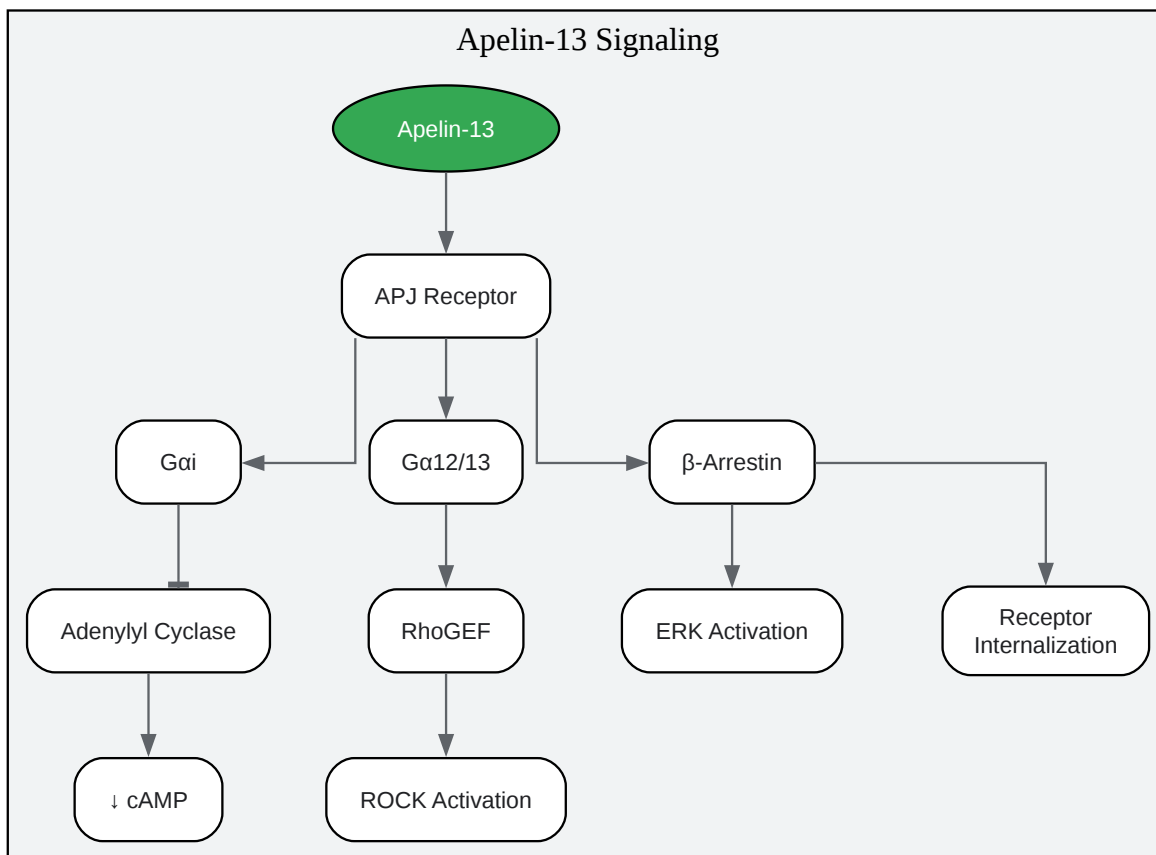 Apelin-13 Signaling
Apelin-13
APJ Receptor
Gαi
Gα12/13
β-Arrestin
Adenylyl Cyclase
RhoGEF
ERK Activation
Receptor
Internalization
↓ cAMP
ROCK Activation